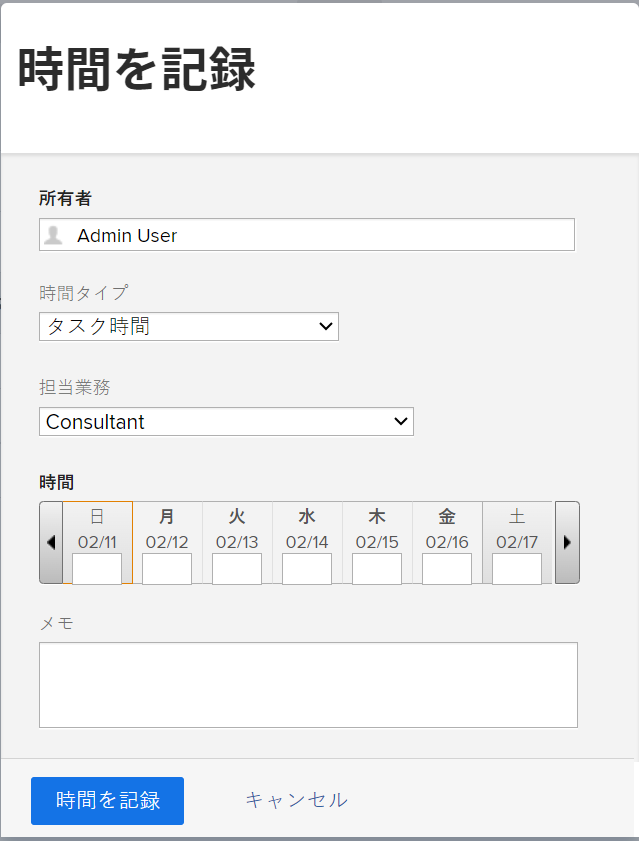 時間を記録
所有者
Admin User
時間タイプ
タスク時間
担当業務
Consultant
時間
日 月 火 水 木 金 土
02/11 02/12 02/13 02/14 02/15 02/16 02/17
メモ
時間を記録 キャンセル